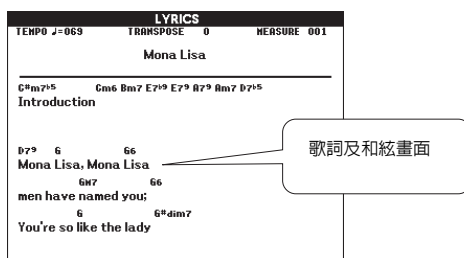 LYRICS
TEMPO ♩=069 TRANSPOSE 0 MEASURE 001
Mona Lisa
C#m7♭5 Cm6 Bm7 E7♭9 E79 A79 Am7 D7♭5
Introduction
D79 G G6
Mona Lisa, Mona Lisa
GM7 G6
men have named you;
G G#dim7
You're so like the lady
歌詞及和絃畫面